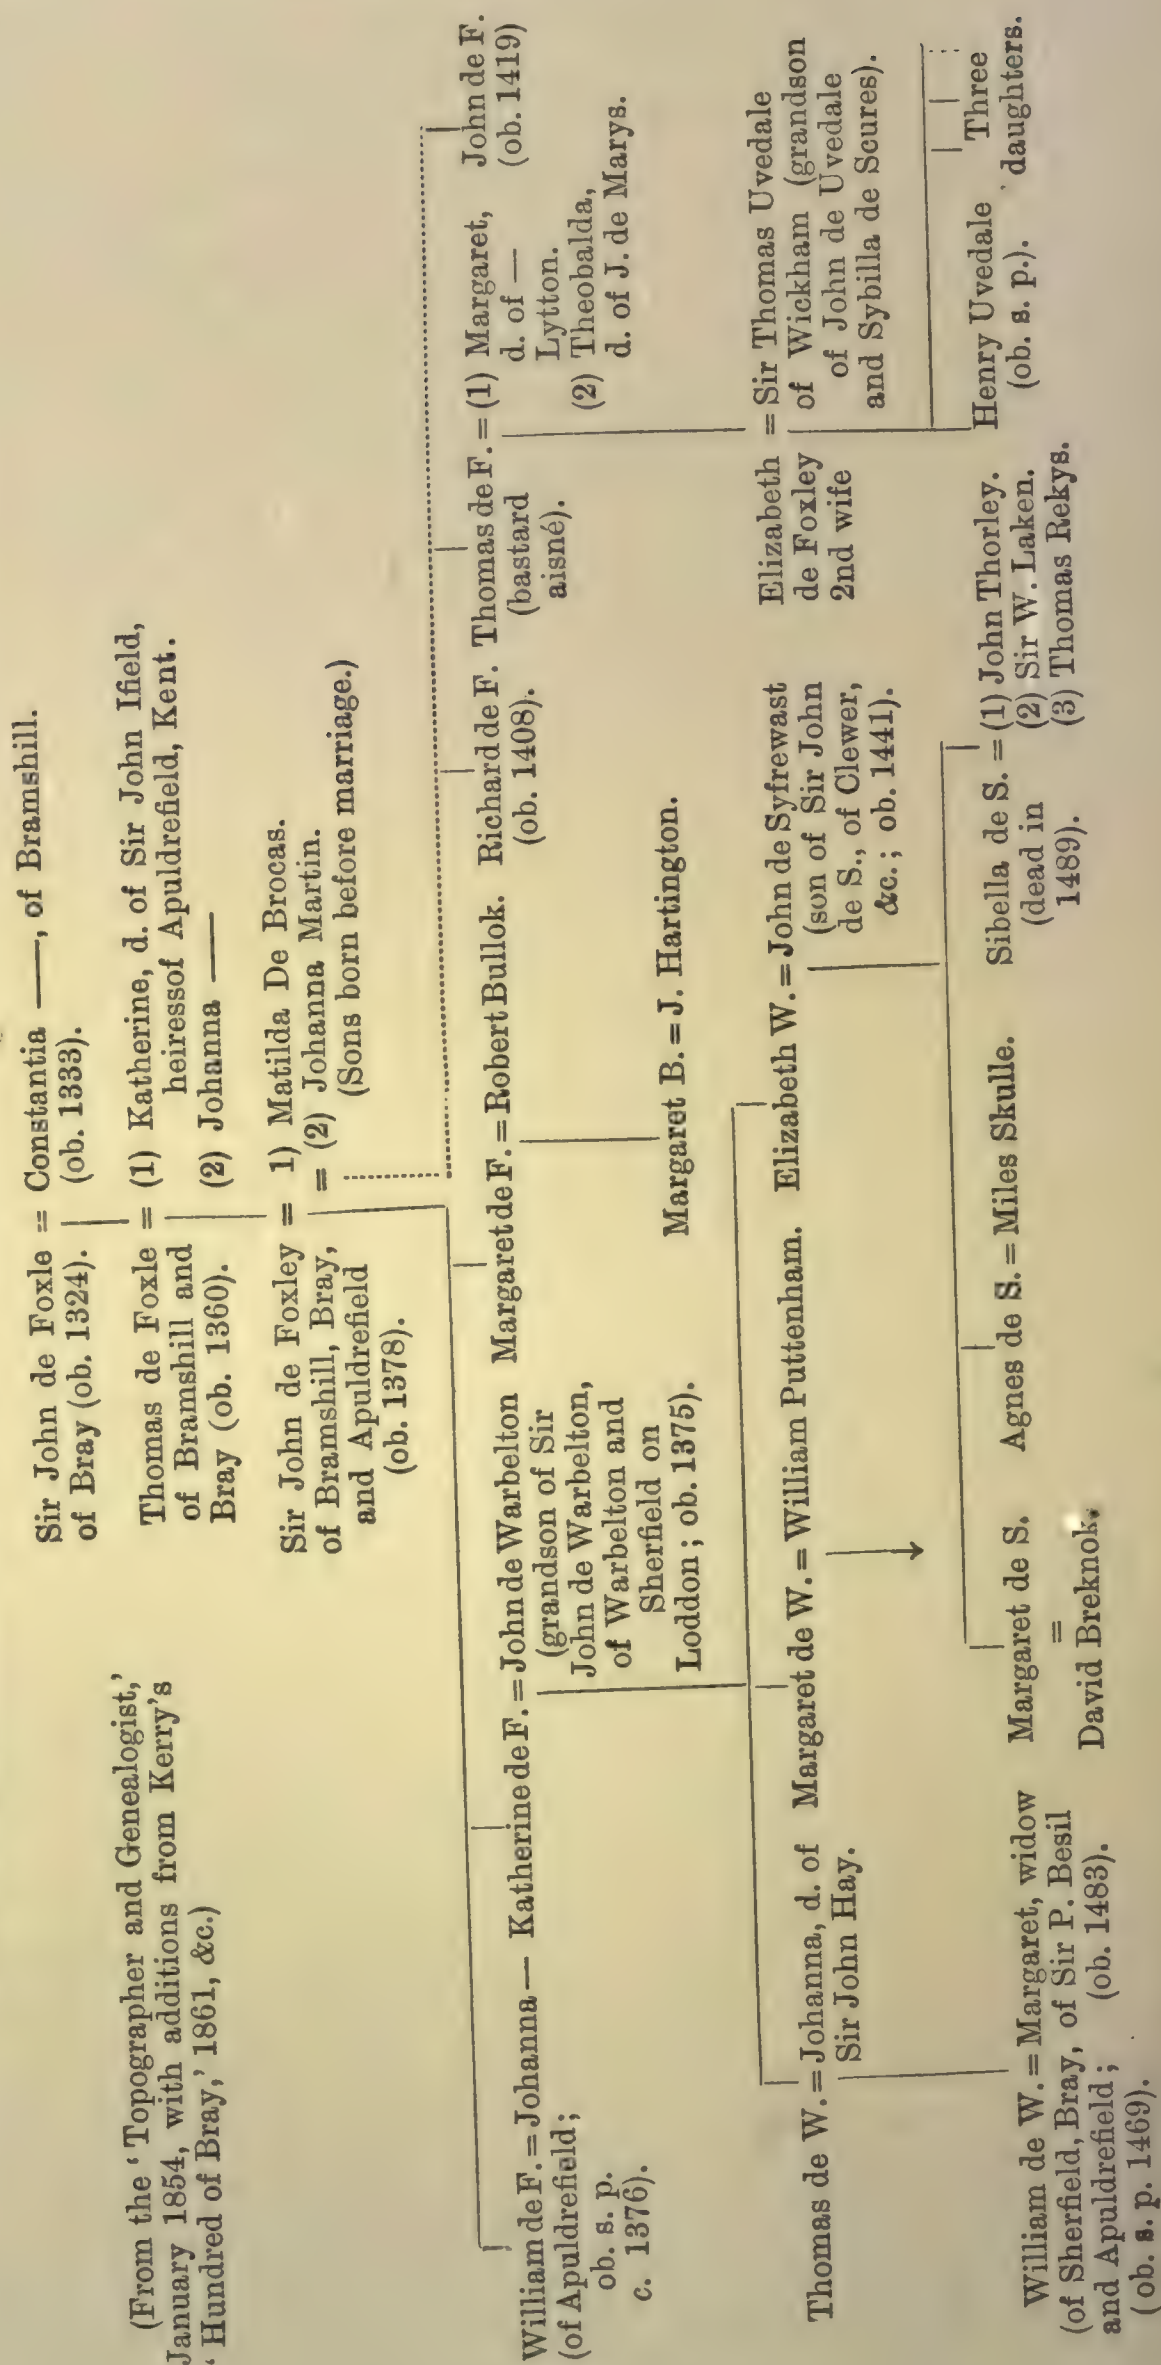 (From the ‘Topographer and Genealogist,’
January 1854, with additions from Kerry's
‘Hundred of Bray,’ 1861, &c.)
Sir John de Foxle = Constantia ——, of Bramshill.
of Bray (ob. 1324). (ob. 1333).
Thomas de Foxle = (1) Katherine, d. of Sir John Ifield,
of Bramshill and heiressof Apuldrefield, Kent.
Bray (ob. 1360). (2) Johanna ——
Sir John de Foxley = 1) Matilda De Brocas.
of Bramshill, Bray, = (2) Johanna Martin.
and Apuldrefield (Sons born before marriage.)
(ob. 1378).
William de F. = Johanna —
(of Apuldrefield;
ob. s. p.
c. 1376).
Katherine de F. = John de Warbelton
(grandson of Sir
John de Warbelton,
of Warbelton and
Sherfield on
Loddon; ob. 1375).
Margaret de F. = Robert Bullok.
Richard de F.
(ob. 1408).
Thomas de F. = (1) Margaret,
(bastard d. of —
aisné). Lytton.
(2) Theobalda,
d. of J. de Marys.
John de F.
(ob. 1419)
Margaret B. = J. Hartington.
Thomas de W. = Johanna, d. of
Sir John Hay.
Margaret de W. = William Puttenham.
Elizabeth W. = John de Syfrewast
(son of Sir John
de S., of Clewer,
&c.; ob. 1441).
Elizabeth = Sir Thomas Uvedale
de Foxley of Wickham (grandson
2nd wife of John de Uvedale
and Sybilla de Scures).
William de W. = Margaret, widow
(of Sherfield, Bray, of Sir P. Besil
and Apuldrefield; (ob. 1483).
(ob. s. p. 1469).
Margaret de S.
=
David Breknok.
Agnes de S. = Miles Skulle.
Sibella de S. = (1) John Thorley.
(dead in (2) Sir W. Laken.
1489). (3) Thomas Rekys.
Henry Uvedale
(ob. s. p.).
Three
daughters.